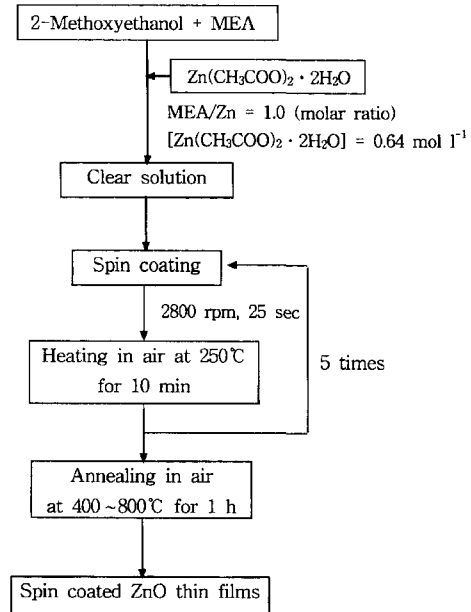 2-Methoxyethanol + MEA
Zn(CH₃COO)₂ · 2H₂O
MEA/Zn = 1.0 (molar ratio)
[Zn(CH₃COO)₂ · 2H₂O] = 0.64 mol l⁻¹
Clear solution
Spin coating
2800 rpm, 25 sec
Heating in air at 250℃
for 10 min
5 times
Annealing in air
at 400~800℃ for 1 h
Spin coated ZnO thin films